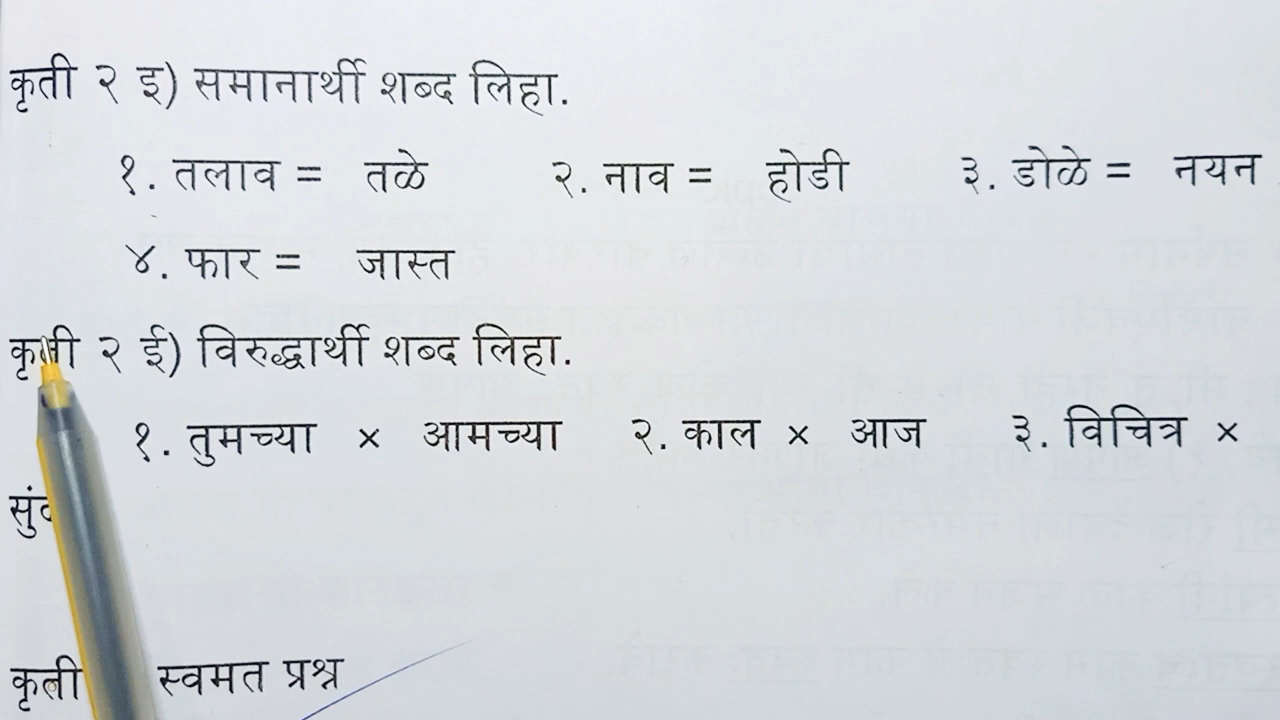 कृती २ इ) समानार्थी शब्द लिहा.
१. तलाव = तळे २. नाव = होडी ३. डोळे = नयन
४. फार = जास्त
कृती २ ई) विरुद्धार्थी शब्द लिहा.
१. तुमच्या × आमच्या २. काल × आज ३. विचित्र ×
कृती स्वमत प्रश्न